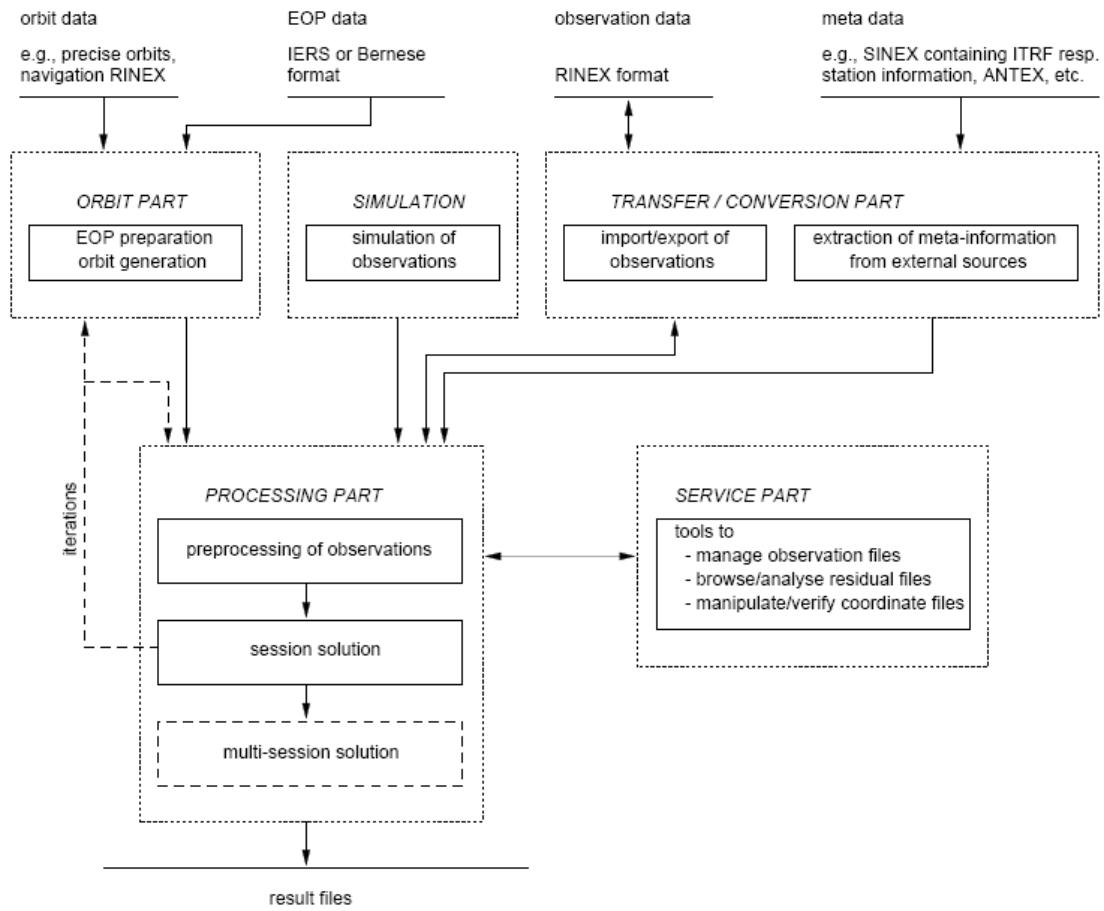 orbit data
e.g., precise orbits,
navigation RINEX
EOP data
IERS or Bernese
format
observation data
RINEX format
meta data
e.g., SINEX containing ITRF resp.
station information, ANTEX, etc.
ORBIT PART
EOP preparation
orbit generation
SIMULATION
simulation of
observations
TRANSFER / CONVERSION PART
import/export of
observations
extraction of meta-information
from external sources
iterations
PROCESSING PART
preprocessing of observations
session solution
multi-session solution
SERVICE PART
tools to
- manage observation files
- browse/analyse residual files
- manipulate/verify coordinate files
result files